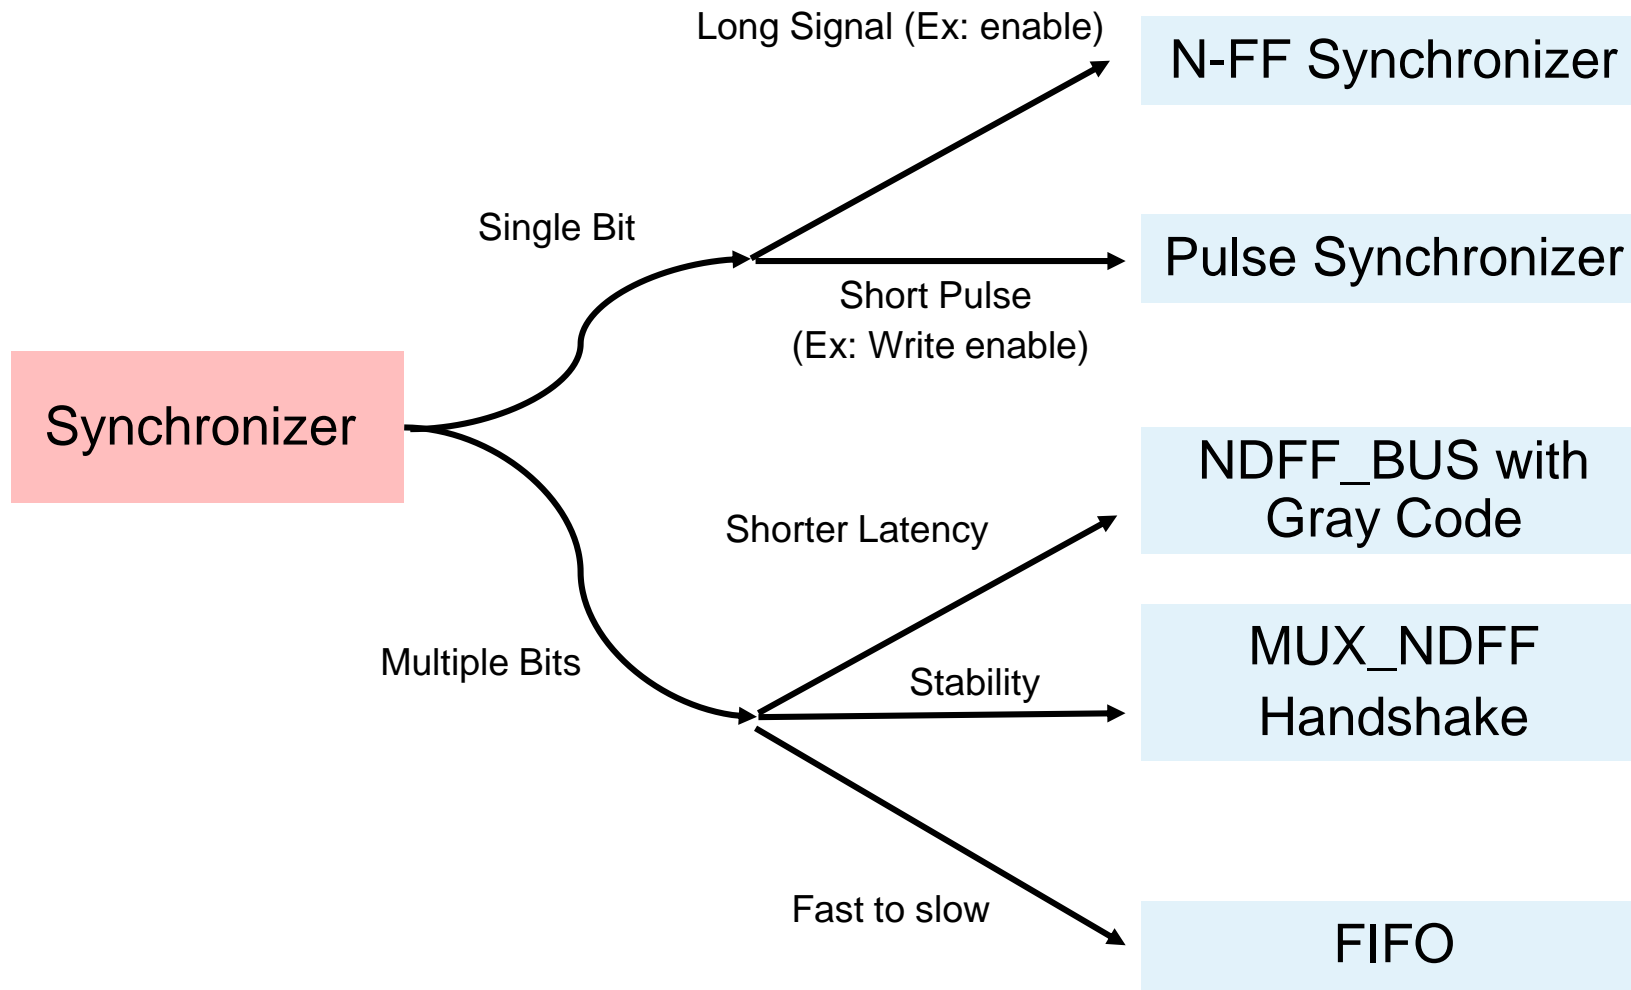 Long Signal (Ex: enable)
N-FF Synchronizer
Single Bit
Pulse Synchronizer
Short Pulse
(Ex: Write enable)
Synchronizer
NDFF_BUS with
Gray Code
Shorter Latency
MUX_NDFF
Handshake
Multiple Bits
Stability
Fast to slow
FIFO